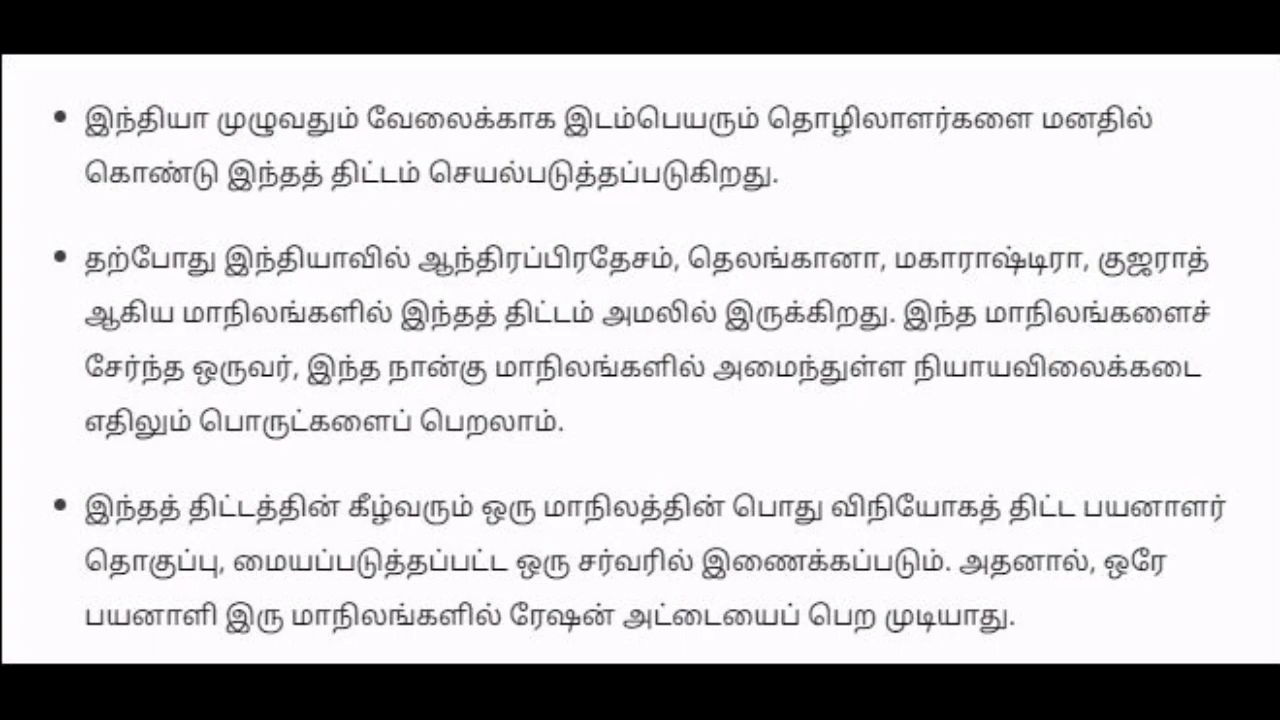 • இந்தியா முழுவதும் வேலைக்காக இடம்பெயரும் தொழிலாளர்களை மனதில்
கொண்டு இந்தத் திட்டம் செயல்படுத்தப்படுகிறது.
• தற்போது இந்தியாவில் ஆந்திரப்பிரதேசம், தெலங்கானா, மகாராஷ்டிரா, குஜராத்
ஆகிய மாநிலங்களில் இந்தத் திட்டம் அமலில் இருக்கிறது. இந்த மாநிலங்களைச்
சேர்ந்த ஒருவர், இந்த நான்கு மாநிலங்களில் அமைந்துள்ள நியாயவிலைக்கடை
எதிலும் பொருட்களைப் பெறலாம்.
• இந்தத் திட்டத்தின் கீழ்வரும் ஒரு மாநிலத்தின் பொது விநியோகத் திட்ட பயனாளர்
தொகுப்பு, மையப்படுத்தப்பட்ட ஒரு சர்வரில் இணைக்கப்படும். அதனால், ஒரே
பயனாளி இரு மாநிலங்களில் ரேஷன் அட்டையைப் பெற முடியாது.